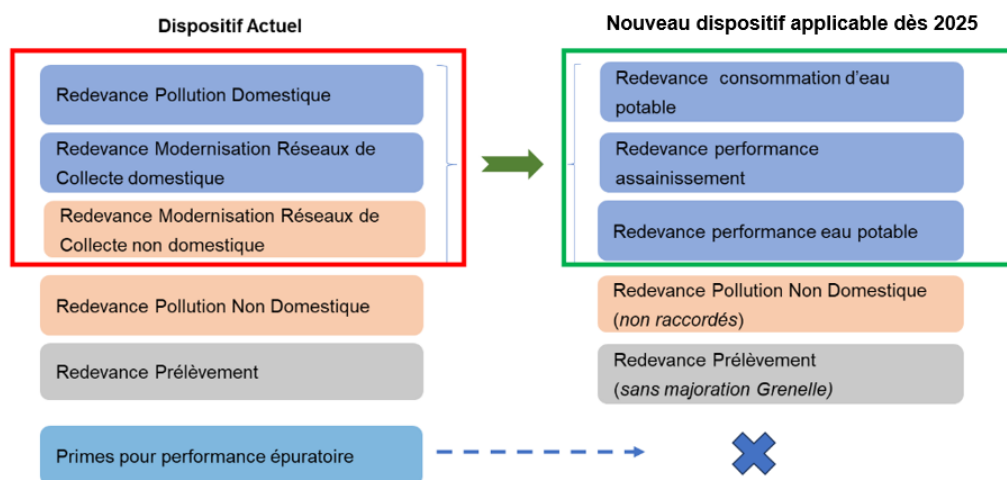 Dispositif Actuel
Nouveau dispositif applicable dès 2025
Redevance Pollution Domestique
Redevance Modernisation Réseaux de
Collecte domestique
Redevance Modernisation Réseaux de
Collecte non domestique
Redevance Pollution Non Domestique
Redevance Prélèvement
Primes pour performance épuratoire
Redevance consommation d'eau
potable
Redevance performance
assainissement
Redevance performance eau potable
Redevance Pollution Non Domestique
(non raccordés)
Redevance Prélèvement
(sans majoration Grenelle)